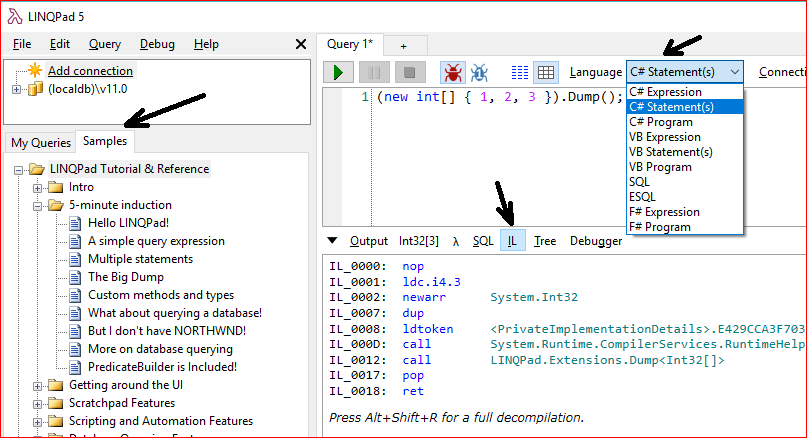 LINQPad 5
File Edit Query Debug Help
Add connection
(localdb)\v11.0
My Queries Samples
LINQPad Tutorial & Reference
Intro
5-minute induction
Hello LINQPad!
A simple query expression
Multiple statements
The Big Dump
Custom methods and types
What about querying a database!
But I don't have NORTHWND!
More on database querying
PredicateBuilder is Included!
Getting around the UI
Scratchpad Features
Scripting and Automation Features
Query 1* +
Language C# Statement(s) Connecti
C# Expression
C# Statement(s)
C# Program
VB Expression
VB Statement(s)
VB Program
SQL
ESQL
F# Expression
F# Program
1 (new int[] { 1, 2, 3 }).Dump();
Output Int32[3] λ SQL IL Tree Debugger
IL_0000: nop
IL_0001: ldc.i4.3
IL_0002: newarr System.Int32
IL_0007: dup
IL_0008: ldtoken <PrivateImplementationDetails>.E429CCA3F703
IL_000D: call System.Runtime.CompilerServices.RuntimeHelp
IL_0012: call LINQPad.Extensions.Dump<Int32[]>
IL_0017: pop
IL_0018: ret
Press Alt+Shift+R for a full decompilation.